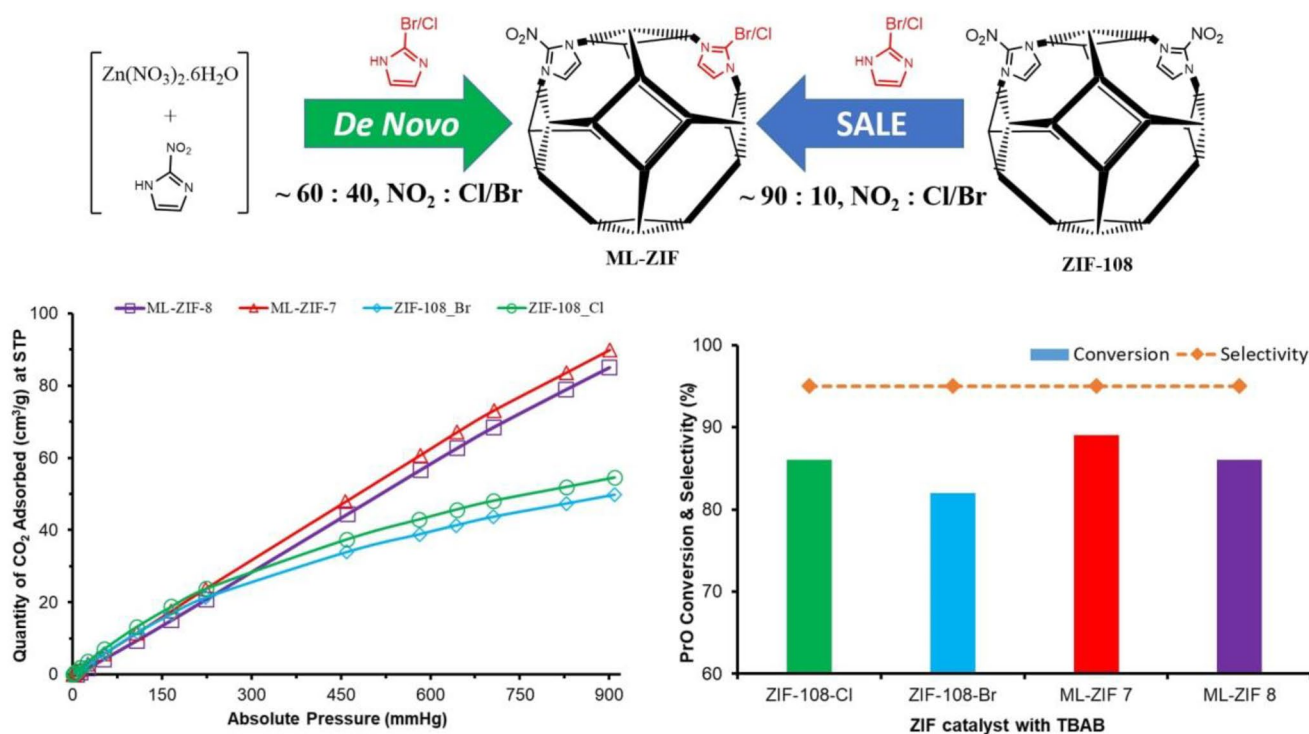 Br/Cl
HN
N
Zn(NO₃)₂.6H₂O
+
NO₂
HN
N
De Novo
~ 60 : 40, NO₂ : Cl/Br
O₂N
N
N
Br/Cl
N
N
ML-ZIF
Br/Cl
HN
N
SALE
~ 90 : 10, NO₂ : Cl/Br
O₂N
N
N
NO₂
N
N
ZIF-108
ML-ZIF-8
ML-ZIF-7
ZIF-108_Br
ZIF-108_Cl
Quantity of CO₂ Adsorbed (cm³/g) at STP
100
80
60
40
20
0
0
150
300
450
600
750
900
Absolute Pressure (mmHg)
Conversion
Selectivity
PrO Conversion & Selectivity (%)
100
90
80
70
60
ZIF-108-Cl
ZIF-108-Br
ML-ZIF 7
ML-ZIF 8
ZIF catalyst with TBAB